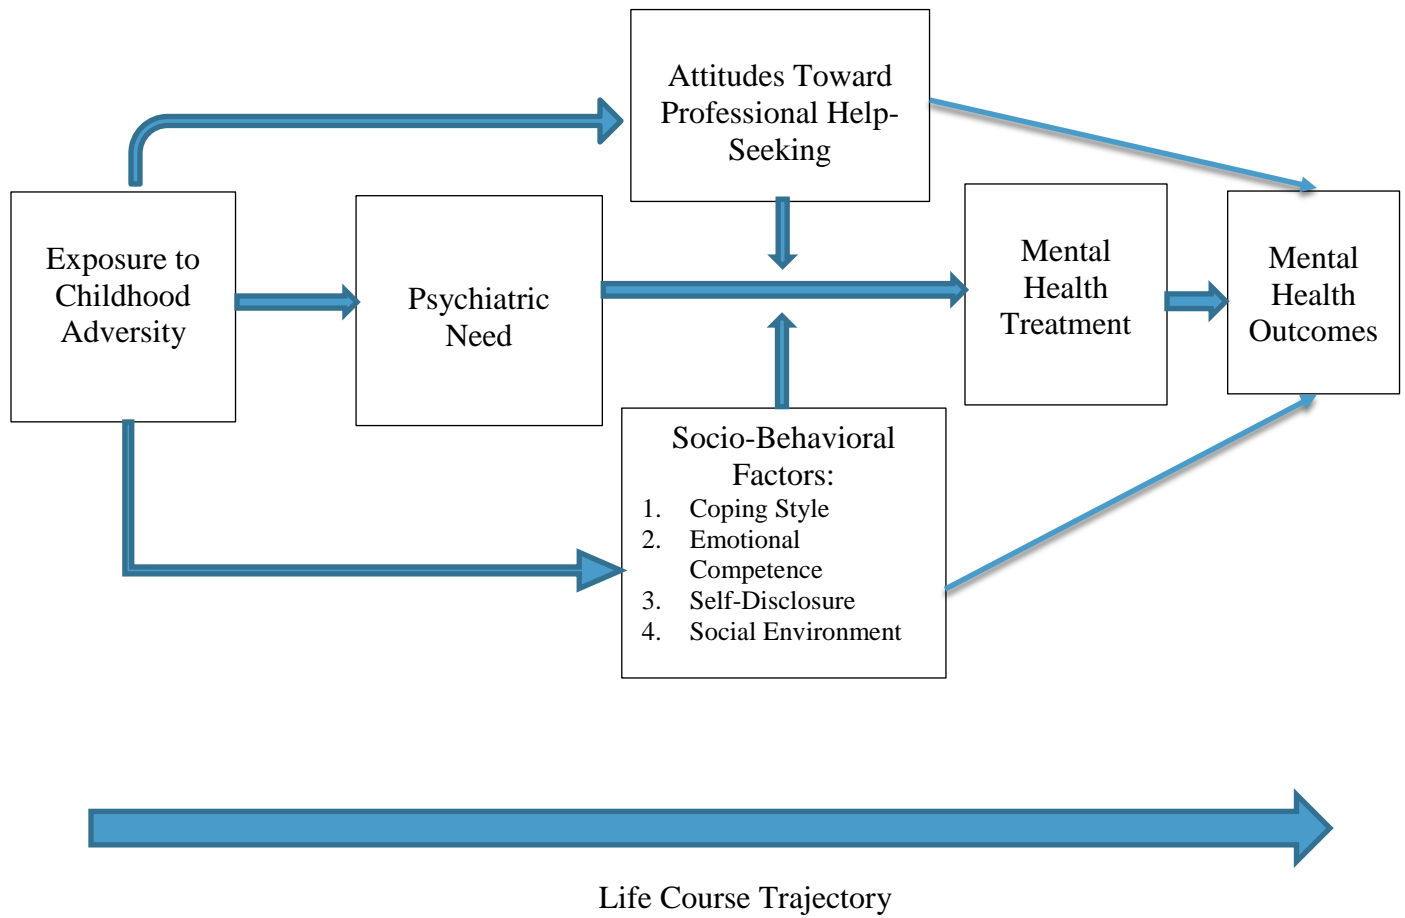 Attitudes Toward
Professional Help-
Seeking
Exposure to
Childhood
Adversity
Psychiatric
Need
Mental
Health
Treatment
Mental
Health
Outcomes
Socio-Behavioral
Factors:
1. Coping Style
2. Emotional
Competence
3. Self-Disclosure
4. Social Environment
Life Course Trajectory